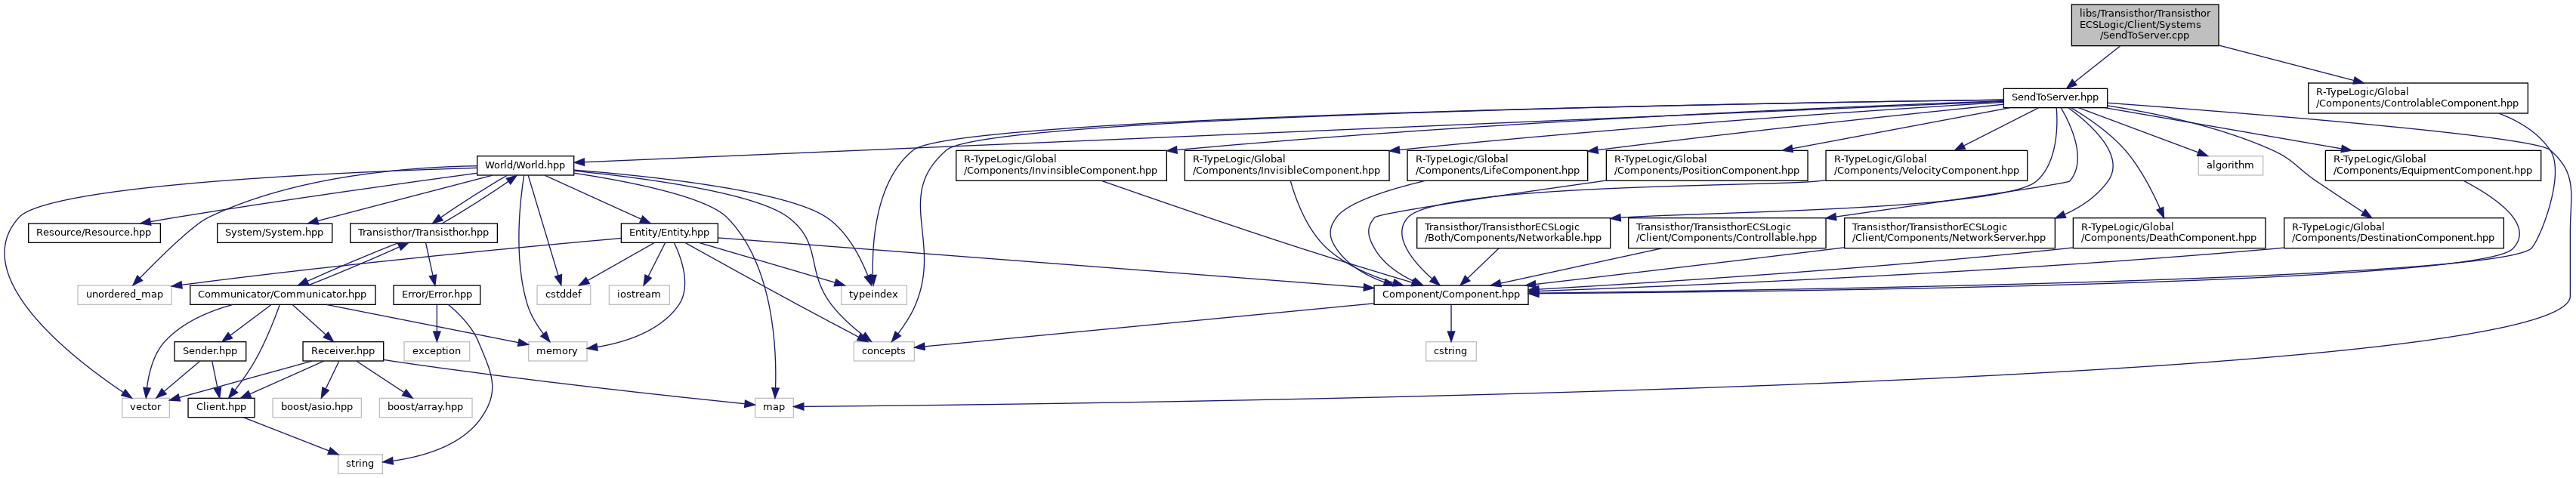 libs/Transisthor/Transisthor
ECSLogic/Client/Systems
/SendToServer.cpp
SendToServer.hpp
R-TypeLogic/Global
/Components/ControlableComponent.hpp
World/World.hpp
R-TypeLogic/Global
/Components/InvinsibleComponent.hpp
R-TypeLogic/Global
/Components/InvisibleComponent.hpp
R-TypeLogic/Global
/Components/LifeComponent.hpp
R-TypeLogic/Global
/Components/PositionComponent.hpp
R-TypeLogic/Global
/Components/VelocityComponent.hpp
algorithm
R-TypeLogic/Global
/Components/EquipmentComponent.hpp
Resource/Resource.hpp
System/System.hpp
Transisthor/Transisthor.hpp
Entity/Entity.hpp
Transisthor/TransisthorECSLogic
/Both/Components/Networkable.hpp
Transisthor/TransisthorECSLogic
/Client/Components/Controllable.hpp
Transisthor/TransisthorECSLogic
/Client/Components/NetworkServer.hpp
R-TypeLogic/Global
/Components/DeathComponent.hpp
R-TypeLogic/Global
/Components/DestinationComponent.hpp
unordered_map
Communicator/Communicator.hpp
Error/Error.hpp
cstddef
iostream
typeindex
Component/Component.hpp
Sender.hpp
Receiver.hpp
exception
memory
concepts
cstring
vector
Client.hpp
boost/asio.hpp
boost/array.hpp
map
string